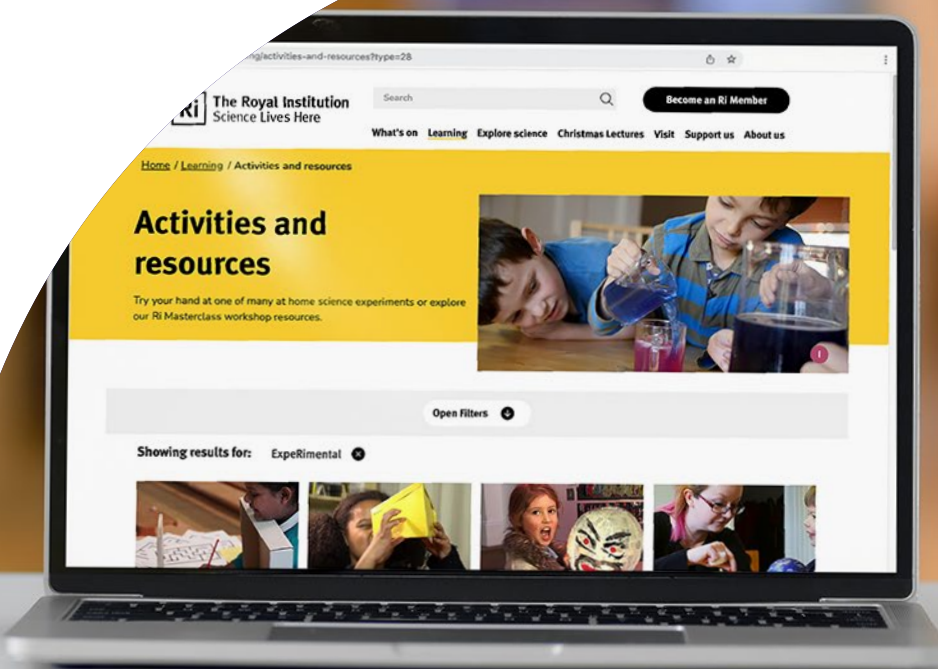 ng/activities-and-resources?type=28
Ri
The Royal Institution
Science Lives Here
Search
Become an Ri Member
What's on Learning Explore science Christmas Lectures Visit Support us About us
Home / Learning / Activities and resources
Activities and
resources
Try your hand at one of many at home science experiments or explore
our Ri Masterclass workshop resources.
Open Filters
Showing results for: ExpeRimental